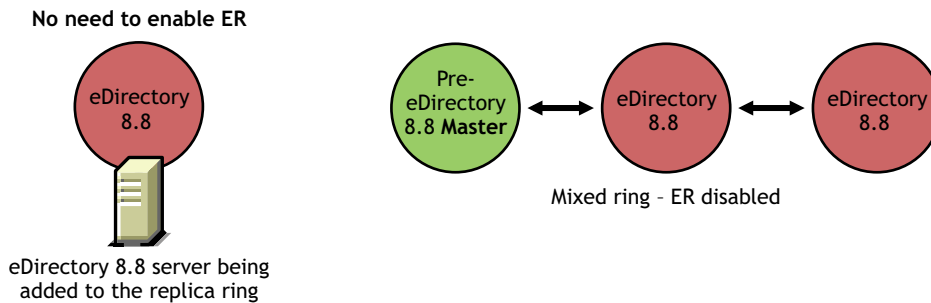 No need to enable ER
eDirectory
8.8
eDirectory 8.8 server being
added to the replica ring
Pre-
eDirectory
8.8 Master
eDirectory
8.8
eDirectory
8.8
Mixed ring - ER disabled